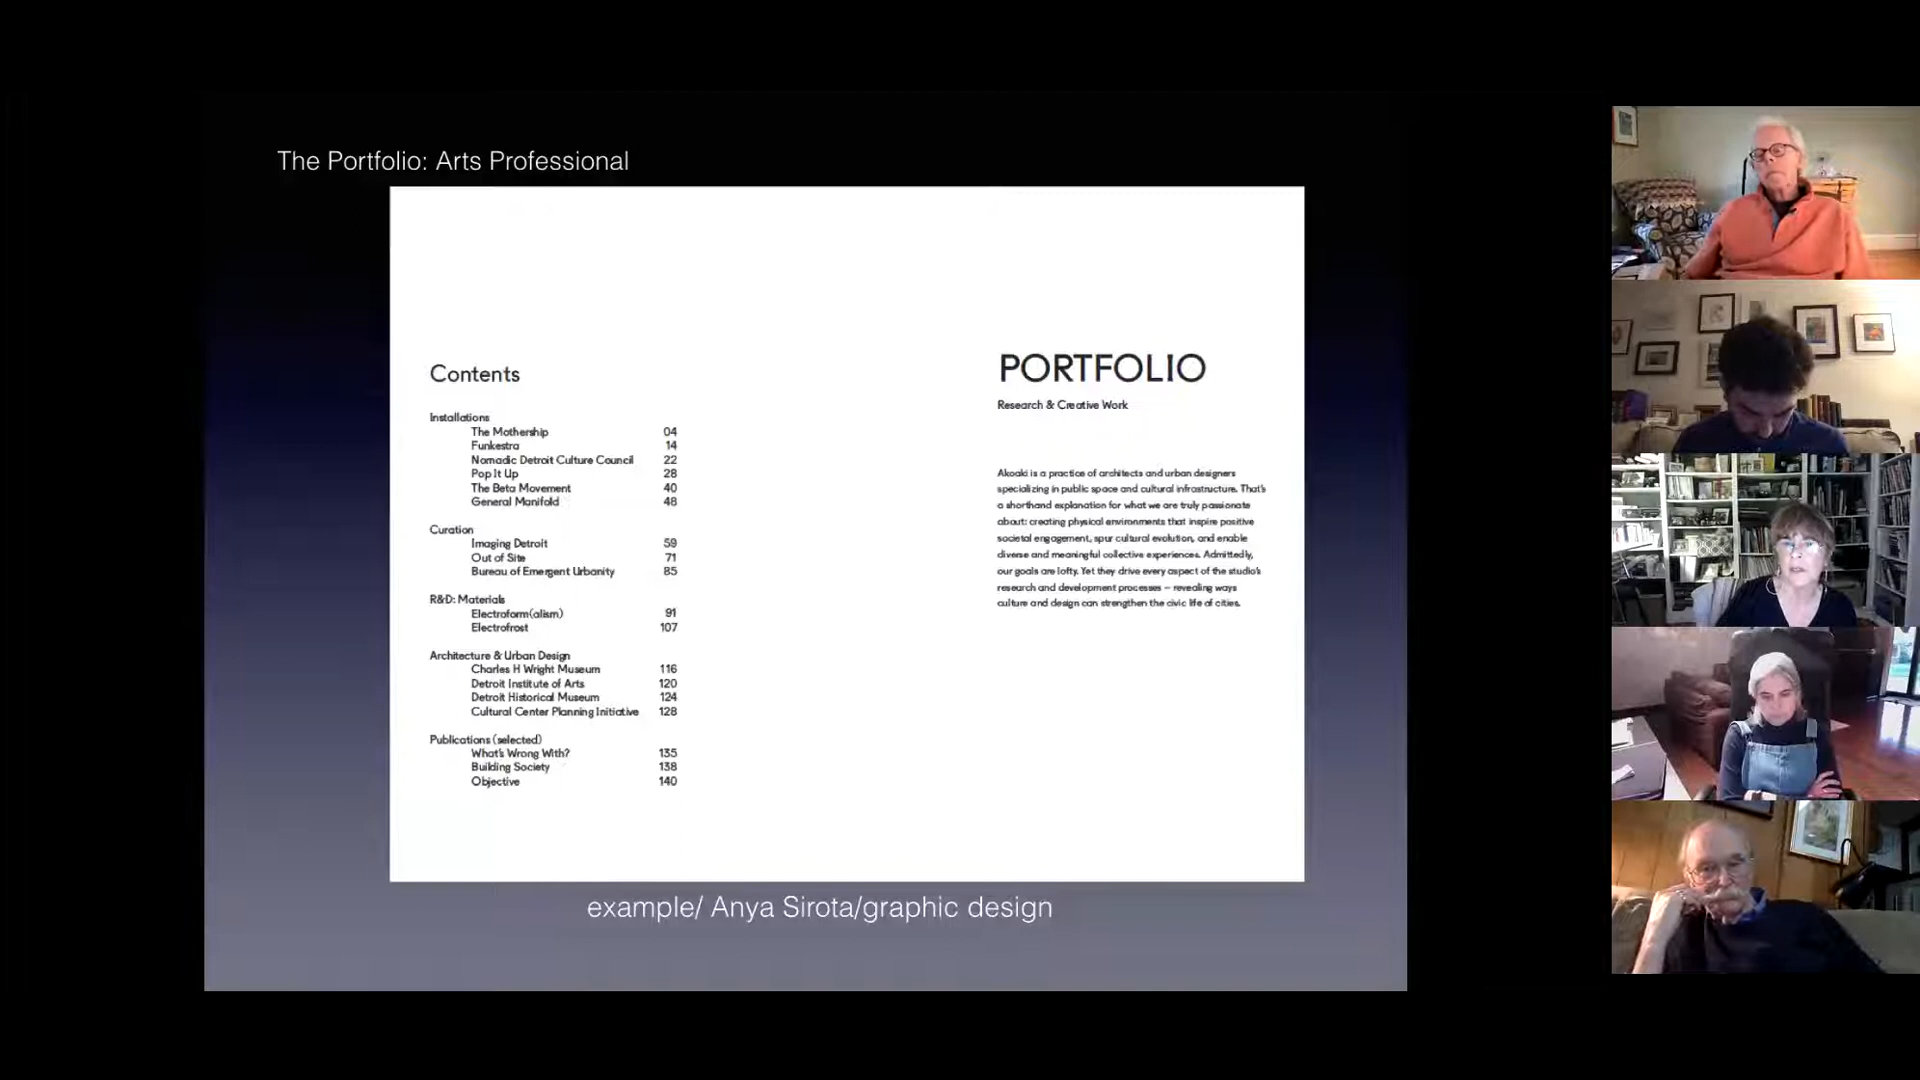 The Portfolio: Arts Professional
Contents
Installations
The Mothership 04
Funkestra 14
Nomadic Detroit Culture Council 22
Pop It Up 28
The Beta Movement 40
General Manifold 48
Curation
Imaging Detroit 59
Out of Site 71
Bureau of Emergent Urbanity 85
R&D: Materials
Electroform(alism) 91
Electrofrost 107
Architecture & Urban Design
Charles H Wright Museum 116
Detroit Institute of Arts 120
Detroit Historical Museum 124
Cultural Center Planning Initiative 128
Publications (selected)
What's Wrong With? 135
Building Society 138
Objective 140
PORTFOLIO
Research & Creative Work
Akoaki is a practice of architects and urban designers
specializing in public space and cultural infrastructure. That's
a shorthand explanation for what we are truly passionate
about: creating physical environments that inspire positive
societal engagement, spur cultural evolution, and enable
diverse and meaningful collective experiences. Admittedly,
our goals are lofty. Yet they drive every aspect of the studio's
research and development processes – revealing ways
culture and design can strengthen the civic life of cities.
example/ Anya Sirota/graphic design